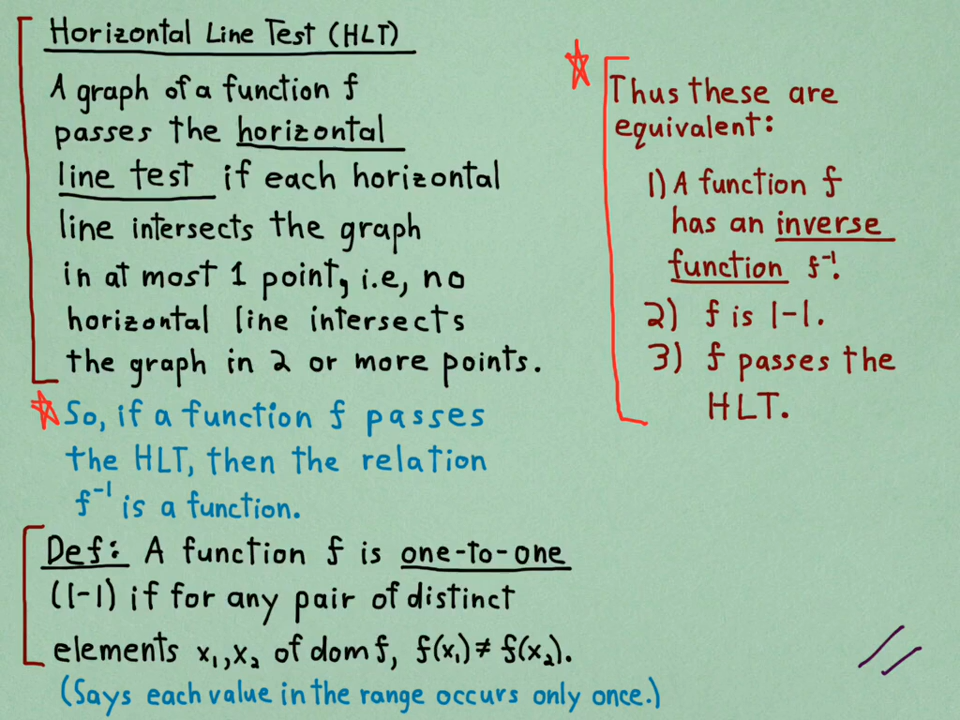 Horizontal Line Test (HLT)
A graph of a function f
passes the horizontal
line test if each horizontal
line intersects the graph
in at most 1 point, i.e, no
horizontal line intersects
the graph in 2 or more points.
So, if a function f passes
the HLT, then the relation
f⁻¹ is a function.
Def: A function f is one-to-one
(1-1) if for any pair of distinct
elements x₁,x₂ of dom f, f(x₁) ≠ f(x₂).
(Says each value in the range occurs only once.)
Thus these are
equivalent:
1) A function f
has an inverse
function f⁻¹.
2) f is 1-1.
3) f passes the
HLT.